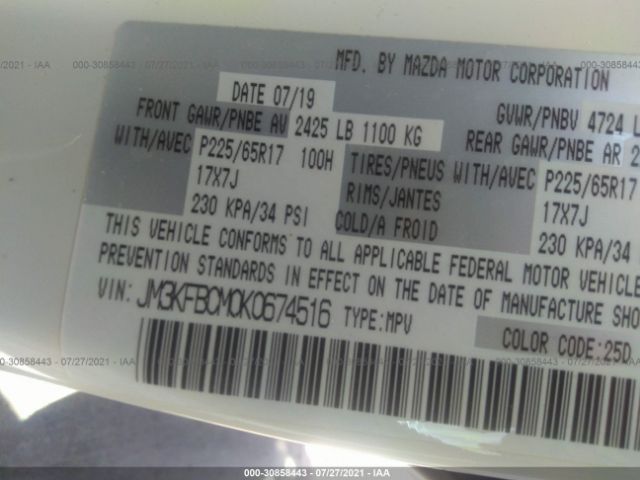 000-30858443 / 07/27/2021 - IAA
MFD. BY MAZDA MOTOR CORPORATION
DATE 07/19
GVWR/PNBV 4724 L
FRONT GAWR/PNBE AV 2425 LB 1100 KG
REAR GAWR/PNBE AR 2
WITH/AVEC P225/65R17 100H
TIRES/PNEUS WITH/AVEC P225/65R17
17X7J RIMS/JANTES 17X7J
230 KPA/34 PSI COLD/A FROID 230 KPA/34
THIS VEHICLE CONFORMS TO ALL APPLICABLE FEDERAL MOTOR VEHICLE
PREVENTION STANDARDS IN EFFECT ON THE DATE OF MANUFACTURE SHO
VIN: JM3KFBCM0K0674516 TYPE:MPV
COLOR CODE:25D
000-30858443 / 07/27/2021 - IAA